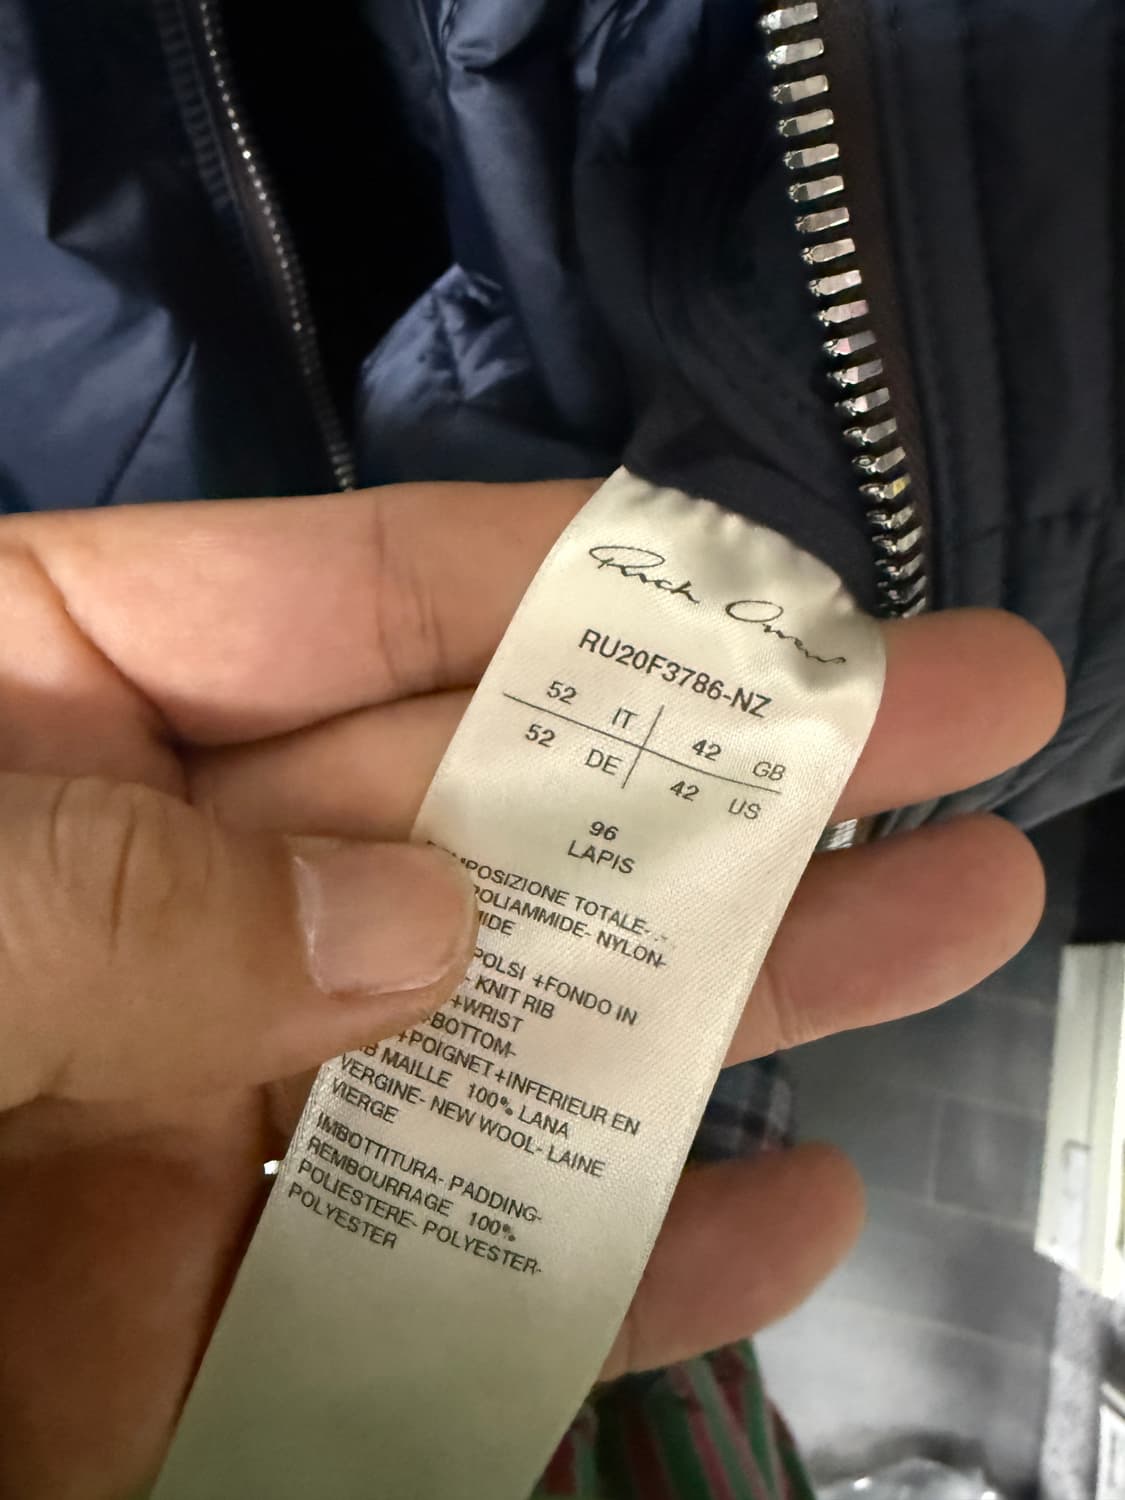 Rick Owens
RU20F3786-NZ
52 IT 42 GB
52 DE 42 US
96
LAPIS
MPOSIZIONE TOTALE-
POLIAMMIDE- NYLON-
IDE
POLSI +FONDO IN
- KNIT RIB
+WRIST
+BOTTOM-
+POIGNET+INFERIEUR EN
B MAILLE 100% LANA
VERGINE- NEW WOOL- LAINE
VIERGE
IMBOTTITURA- PADDING-
REMBOURRAGE 100%
POLIESTERE- POLYESTER-
POLYESTER